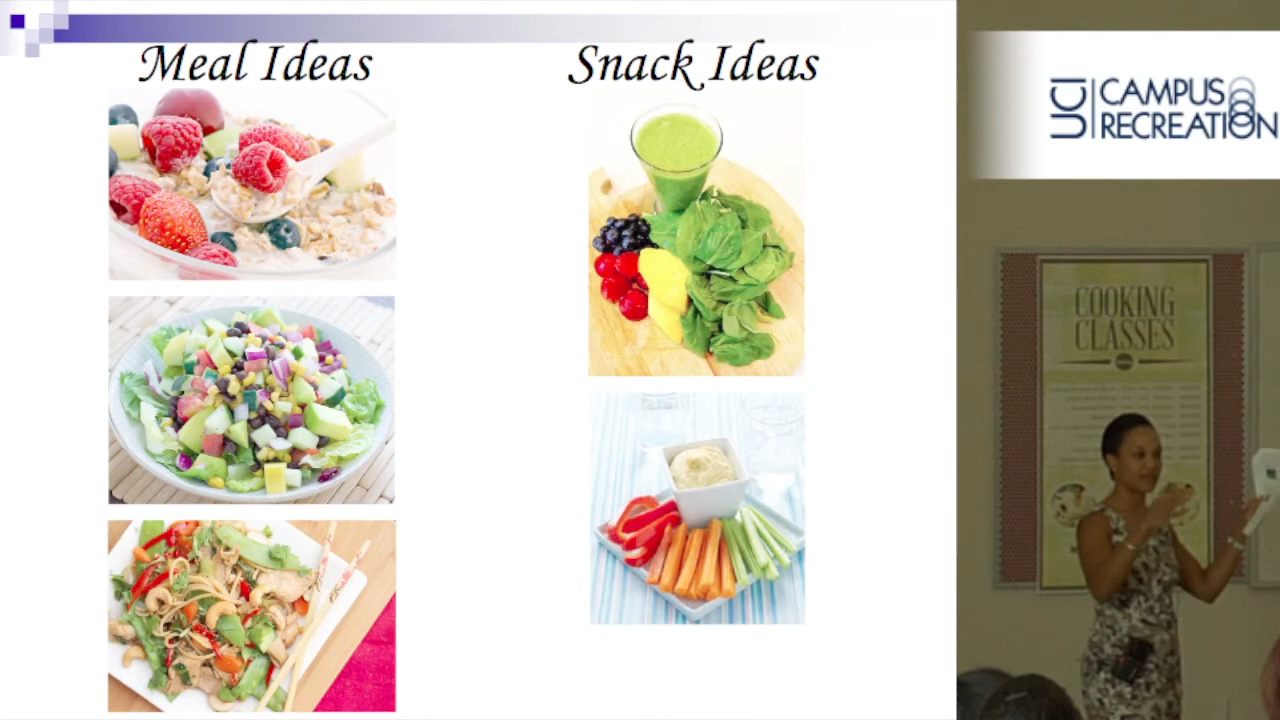 Meal Ideas
Snack Ideas
UCI
CAMPUS
RECREATION
COOKING
CLASSES